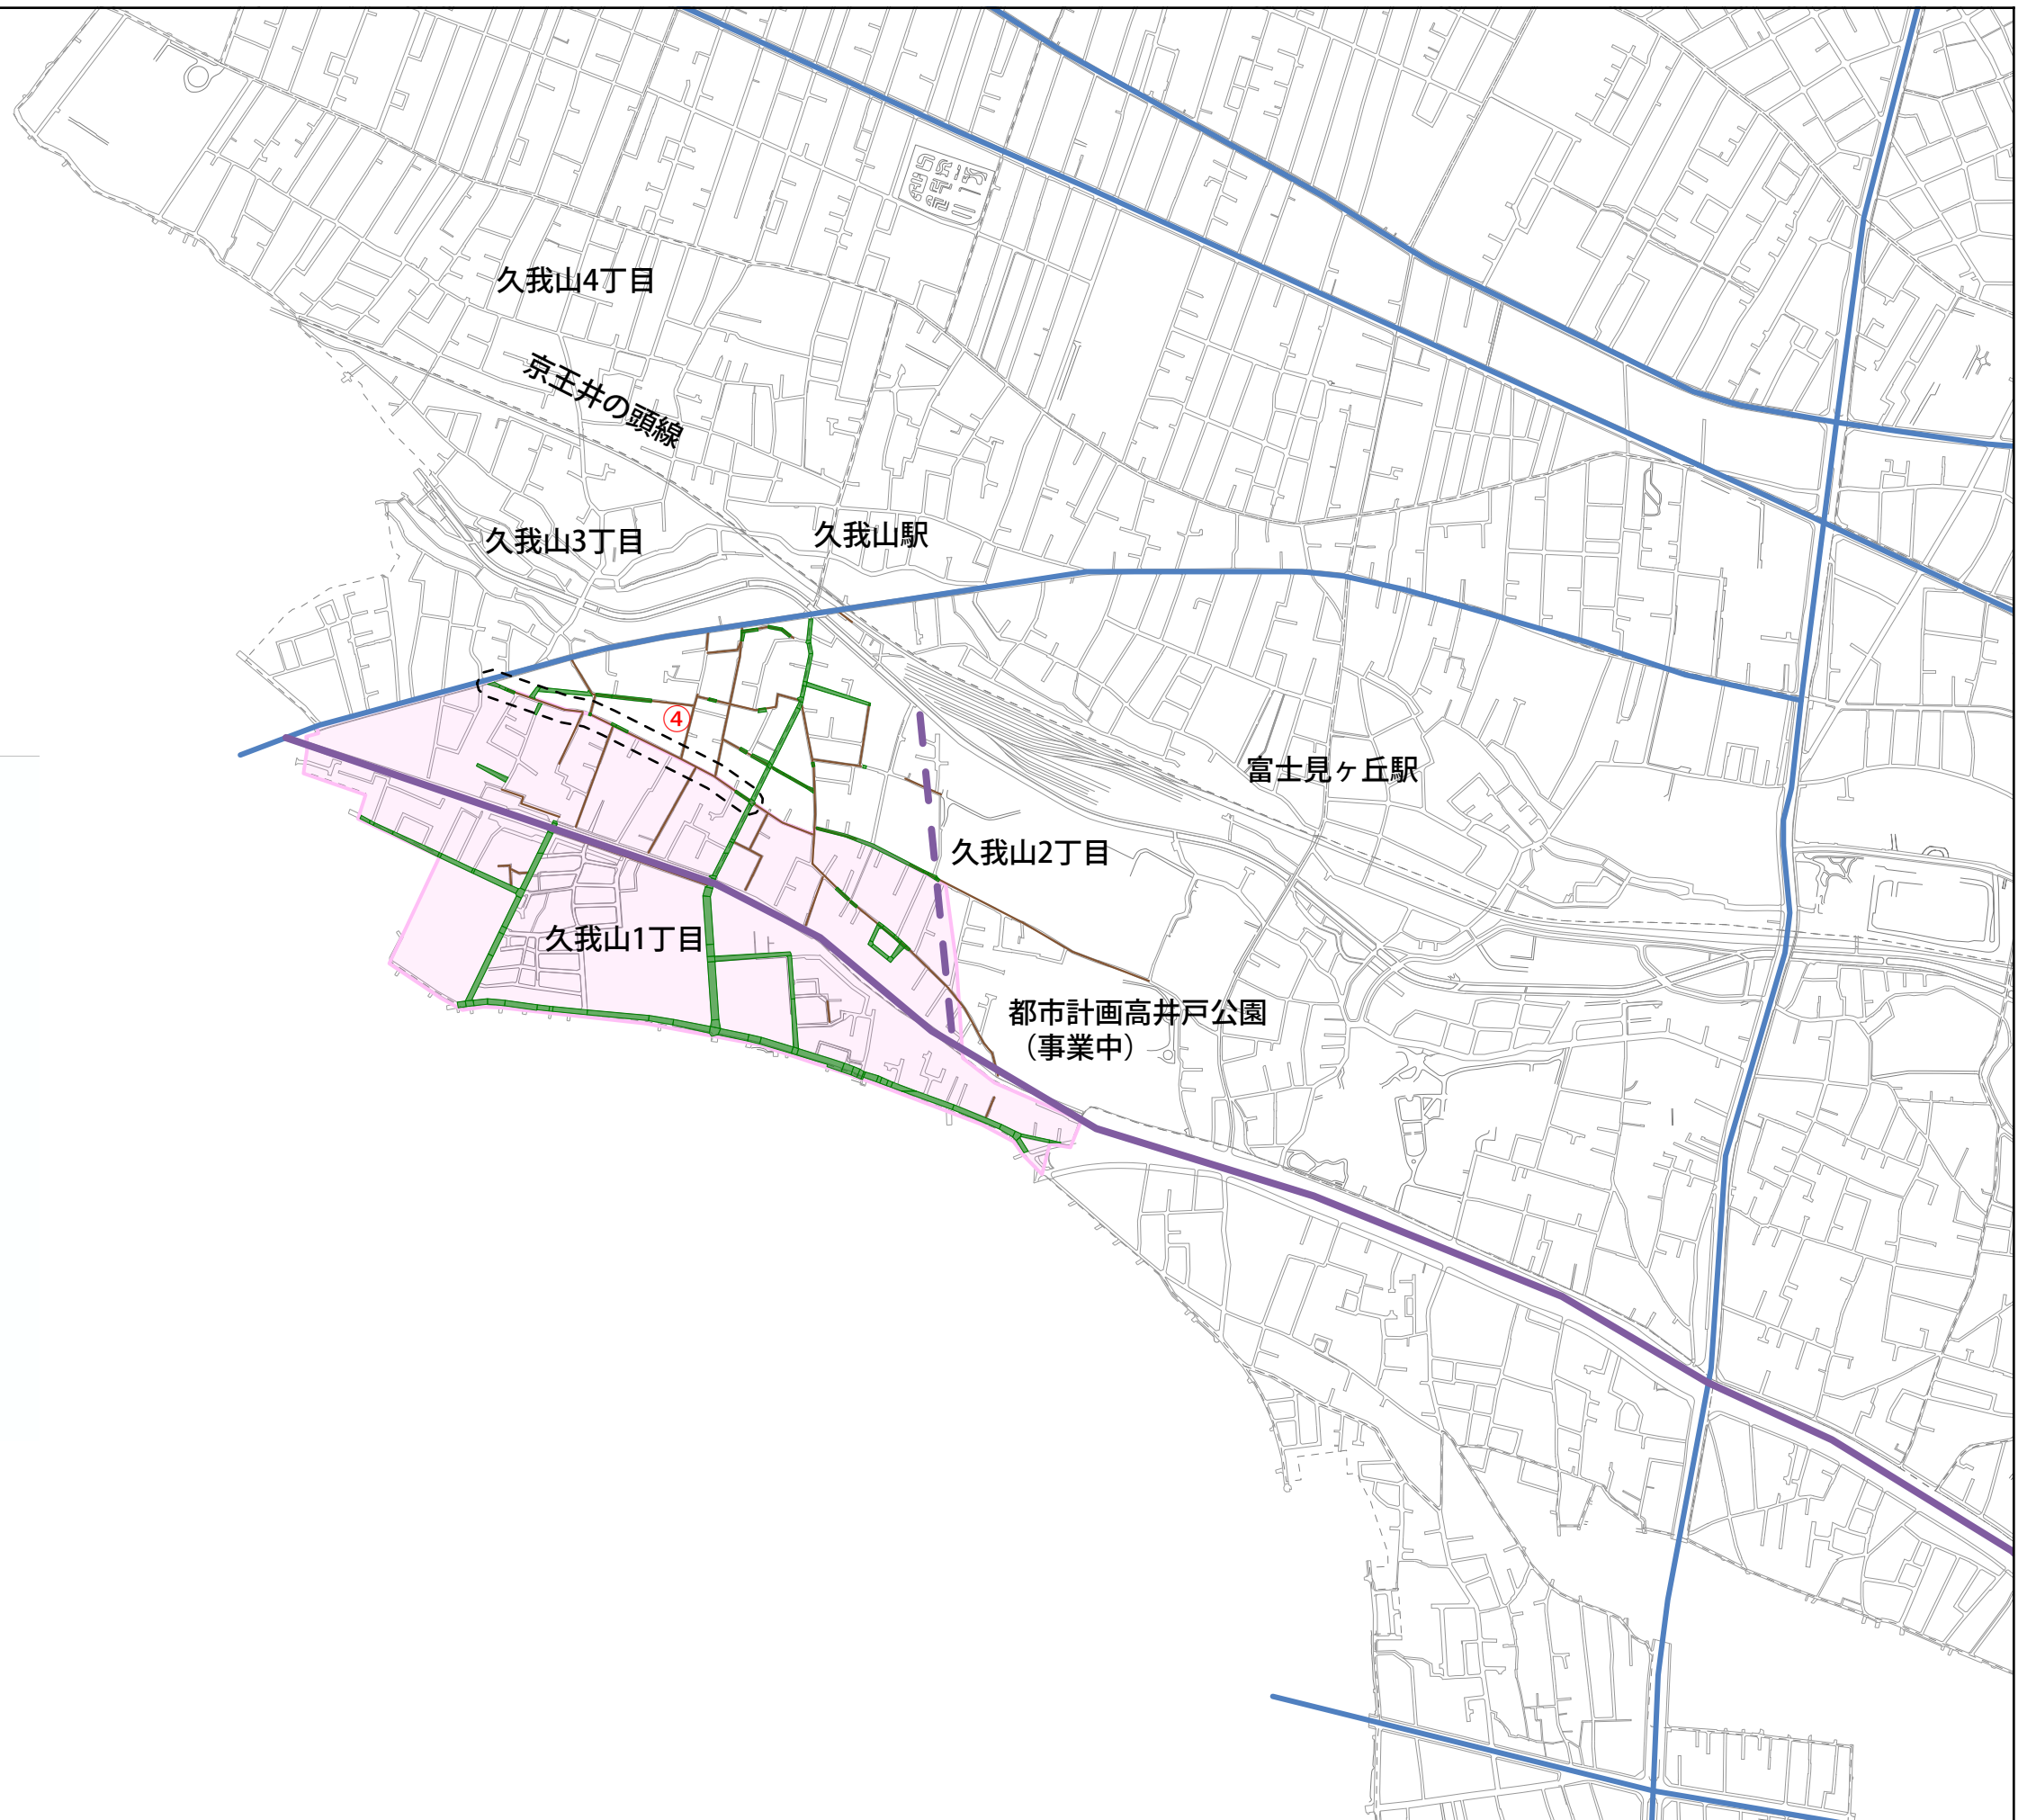 久我山4丁目
京王井の頭線
久我山3丁目
久我山駅
④
富士見ヶ丘駅
久我山2丁目
久我山1丁目
都市計画高井戸公園
（事業中）